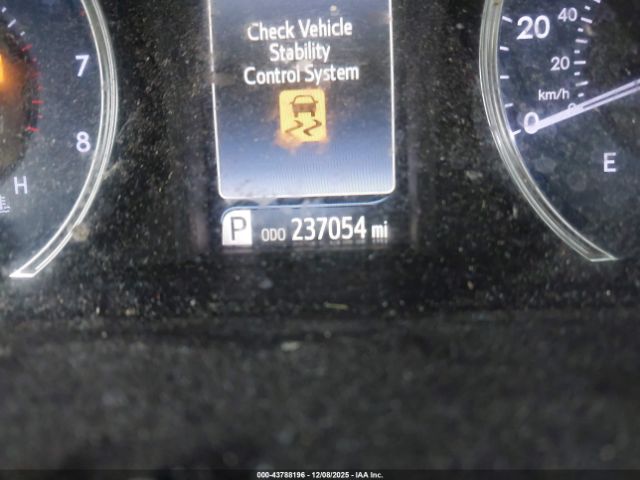 Check Vehicle
Stability
Control System
7
8
H
20
40
20
km/h
0
0
E
P ODO 237054 mi
000-43788196 - 12/08/2025 - IAA Inc.